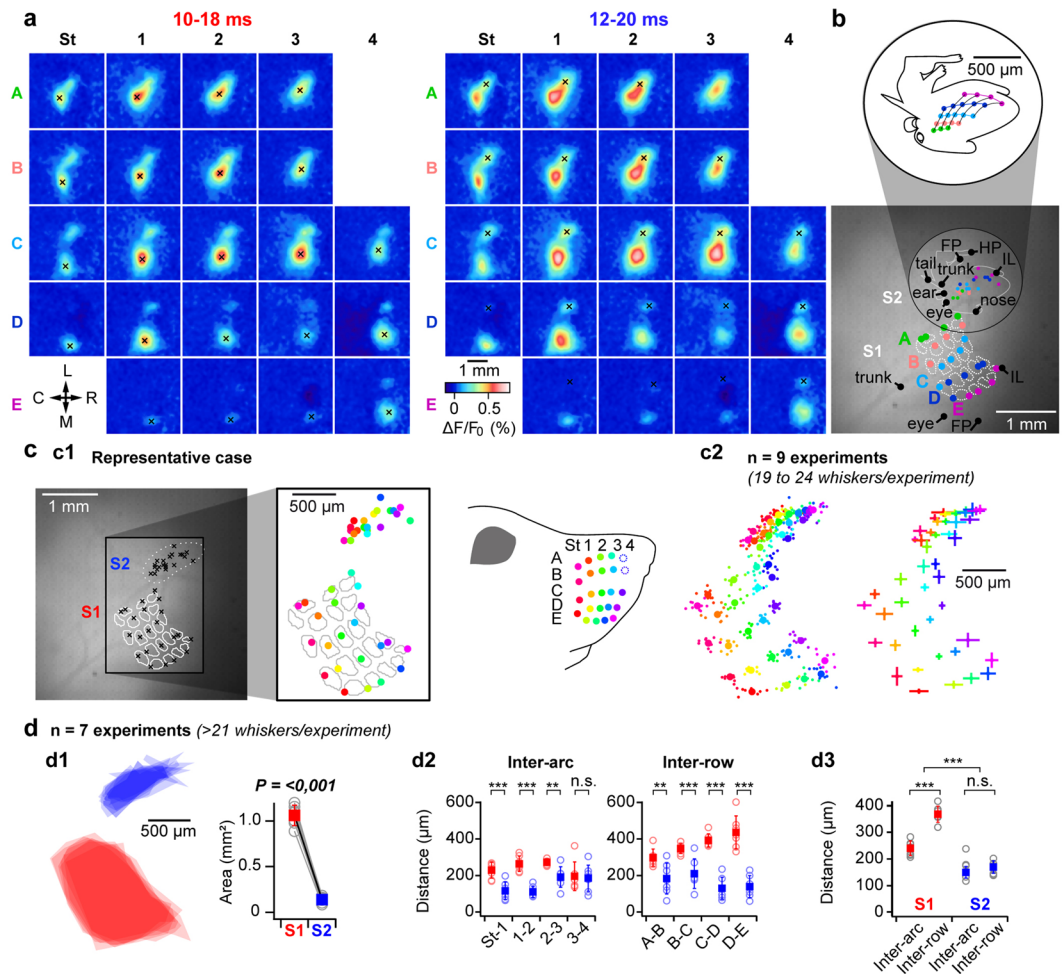 a
10-18 ms
12-20 ms
St 1 2 3 4
St 1 2 3 4
A
B
C
D
E
A
B
C
D
E
L
C R
M
1 mm
0 0.5
ΔF/F0 (%)
b
500 µm
FP HP
IL
tail trunk
S2 ear
eye
nose
A
S1
B
trunk
C
D
E
IL
eye FP
1 mm
c c1 Representative case
1 mm
S2
S1
500 µm
St 1 2 3 4
A
B
C
D
E
c2 n = 9 experiments
(19 to 24 whiskers/experiment)
500 µm
d n = 7 experiments (>21 whiskers/experiment)
d1
500 µm
P = <0,001
Area (mm²)
1.0
0.5
0
S1 S2
d2
Inter-arc
*** *** ** n.s.
Distance (µm)
600
400
200
0
St-1 1-2 2-3 3-4
Inter-row
** *** *** ***
600
400
200
0
A-B B-C C-D D-E
d3
***
*** n.s.
Distance (µm)
400
300
200
100
0
S1 S2
Inter-arc Inter-row Inter-arc Inter-row